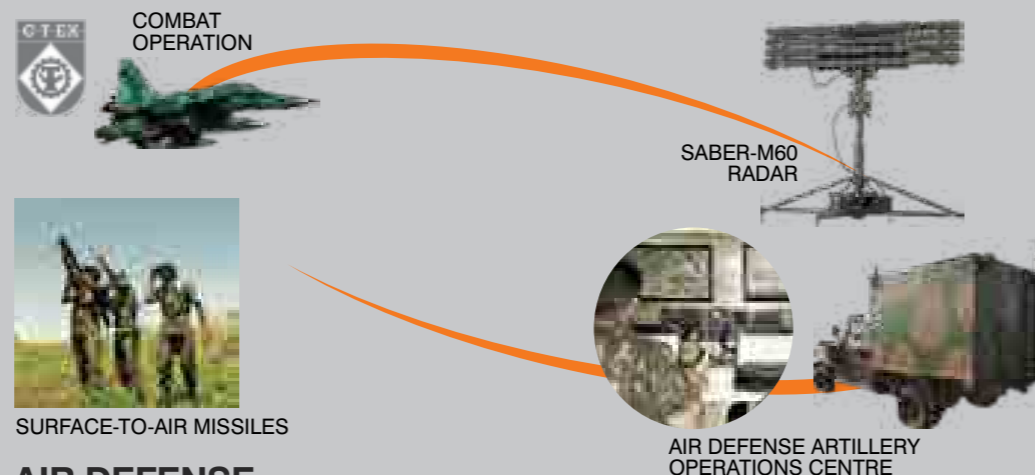 C·T·EX
COMBAT
OPERATION
SABER-M60
RADAR
SURFACE-TO-AIR MISSILES
AIR DEFENSE ARTILLERY
OPERATIONS CENTRE
AIR DEFENSE